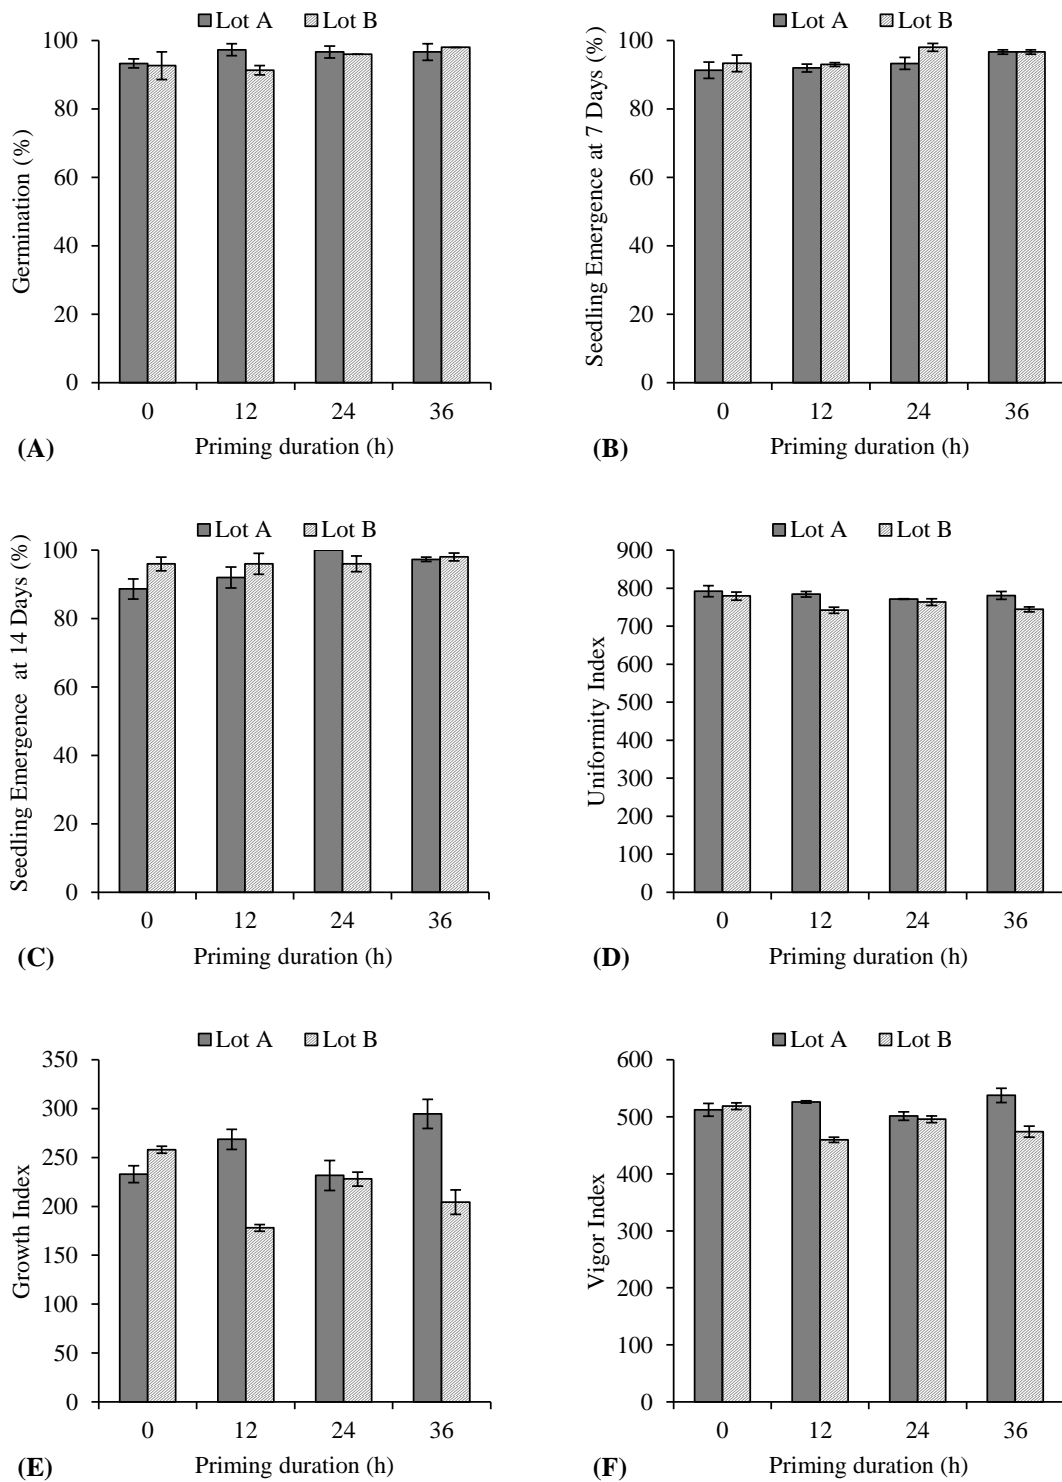 Lot A Lot B
100
80
60
40
20
0
Germination (%)
0 12 24 36
Priming duration (h)
(A)
Lot A Lot B
100
80
60
40
20
0
Seedling Emergence at 7 Days (%)
0 12 24 36
Priming duration (h)
(B)
Lot A Lot B
100
80
60
40
20
0
Seedling Emergence at 14 Days (%)
0 12 24 36
Priming duration (h)
(C)
Lot A Lot B
900
800
700
600
500
400
300
200
100
0
Uniformity Index
0 12 24 36
Priming duration (h)
(D)
Lot A Lot B
350
300
250
200
150
100
50
0
Growth Index
0 12 24 36
Priming duration (h)
(E)
Lot A Lot B
600
500
400
300
200
100
0
Vigor Index
0 12 24 36
Priming duration (h)
(F)